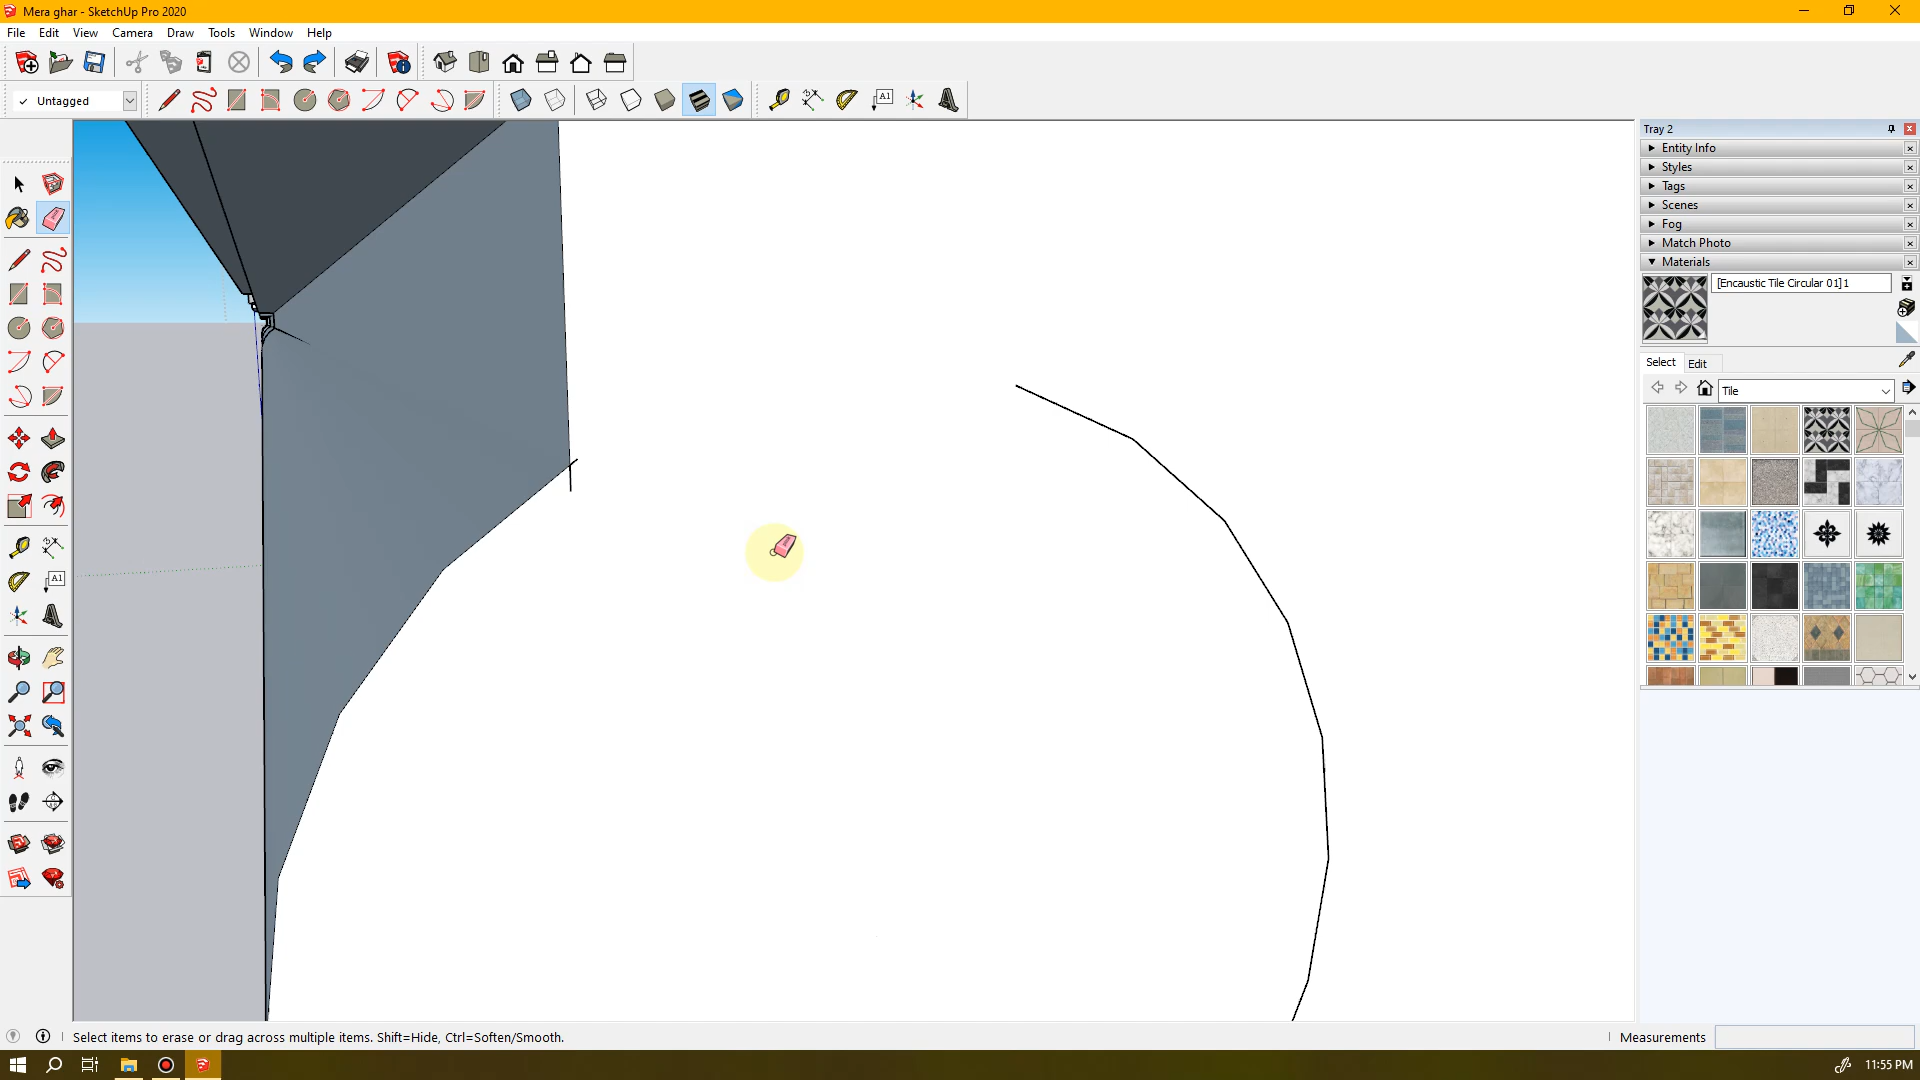 Mera ghar - SketchUp Pro 2020
File Edit View Camera Draw Tools Window Help
✓ Untagged
A1
Tray 2
Entity Info
Styles
Tags
Scenes
Fog
Match Photo
Materials
[Encaustic Tile Circular 01]1
Select Edit
Tile
A1
Select items to erase or drag across multiple items. Shift=Hide, Ctrl=Soften/Smooth.
Measurements
11:55 PM